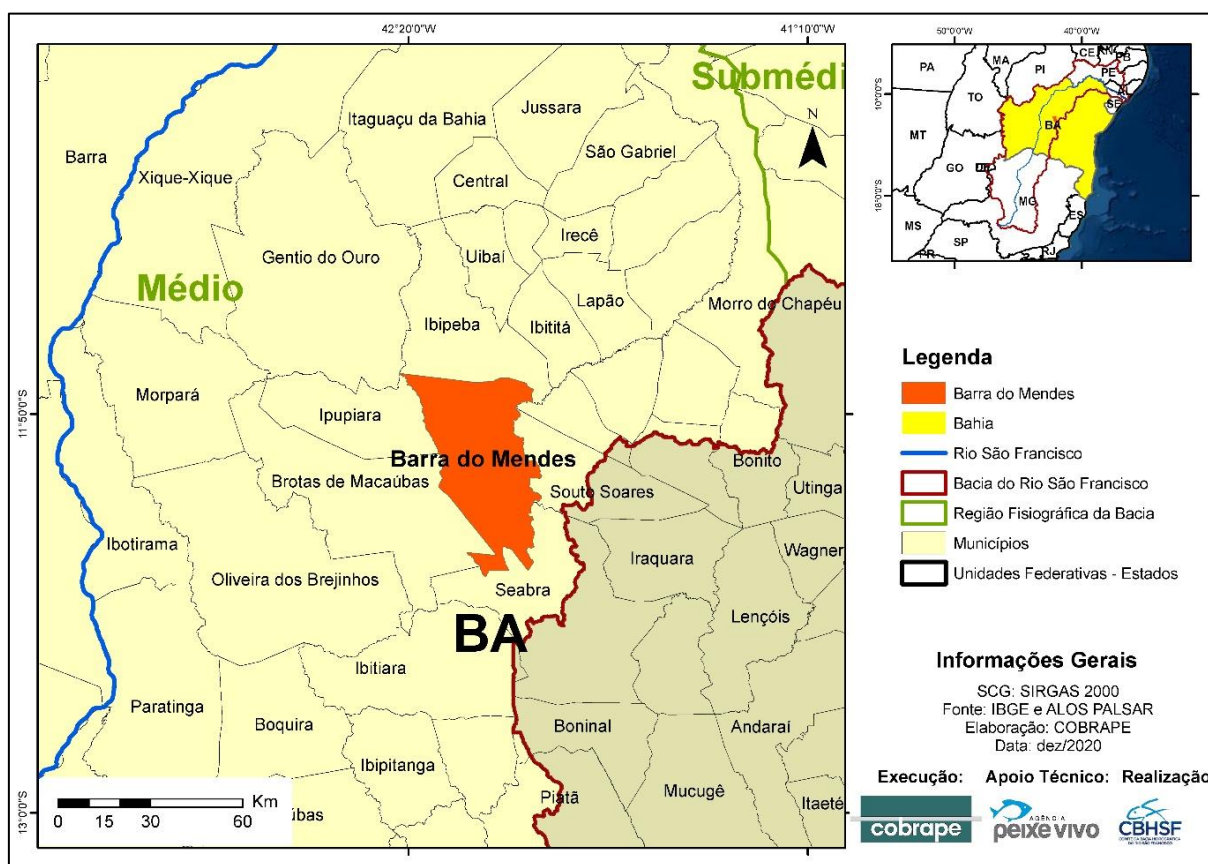 42°20'0"W
41°10'0"W
11°50'0"S
13°0'0"S
Submédi
Jussara
Itaguaçu da Bahia
N
São Gabriel
Barra
Xique-Xique
Central
Irecê
Gentio do Ouro
Uibaí
Médio
Lapão
Morro do Chapéu
Ibipeba
Ibititá
Morpará
Ipupiara
Barra do Mendes
Bonito
Brotas de Macaúbas
Souto Soares
Utinga
Ibotirama
Iraquara
Wagner
Oliveira dos Brejinhos
Seabra
Lençóis
BA
Ibitiara
Paratinga
Boquira
Boninal
Andaraí
Ibipitanga
Piatã
Mucugê
Itaeté
úbas
Km
0 15 30 60
50°0'0"W
40°0'0"W
10°0'0"S
18°0'0"S
CE
RN
PB
MA
PI
PE
PA
AL
SE
TO
BA
MT
GO
DF
MG
MS
ES
SP
RJ
PR
Legenda
Barra do Mendes
Bahia
Rio São Francisco
Bacia do Rio São Francisco
Região Fisiográfica da Bacia
Municípios
Unidades Federativas - Estados
Informações Gerais
SCG: SIRGAS 2000
Fonte: IBGE e ALOS PALSAR
Elaboração: COBRAPE
Data: dez/2020
Execução: Apoio Técnico: Realização
cobrape
AGÊNCIA
peixe vivo
CBHSF